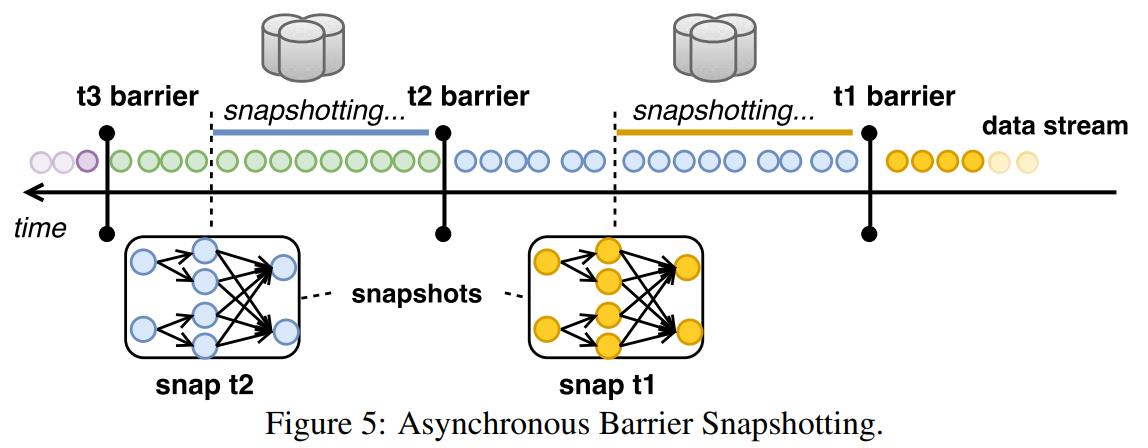 t3 barrier
snapshotting...
t2 barrier
snapshotting...
t1 barrier
data stream
time
snapshots
snap t2
snap t1
Figure 5: Asynchronous Barrier Snapshotting.